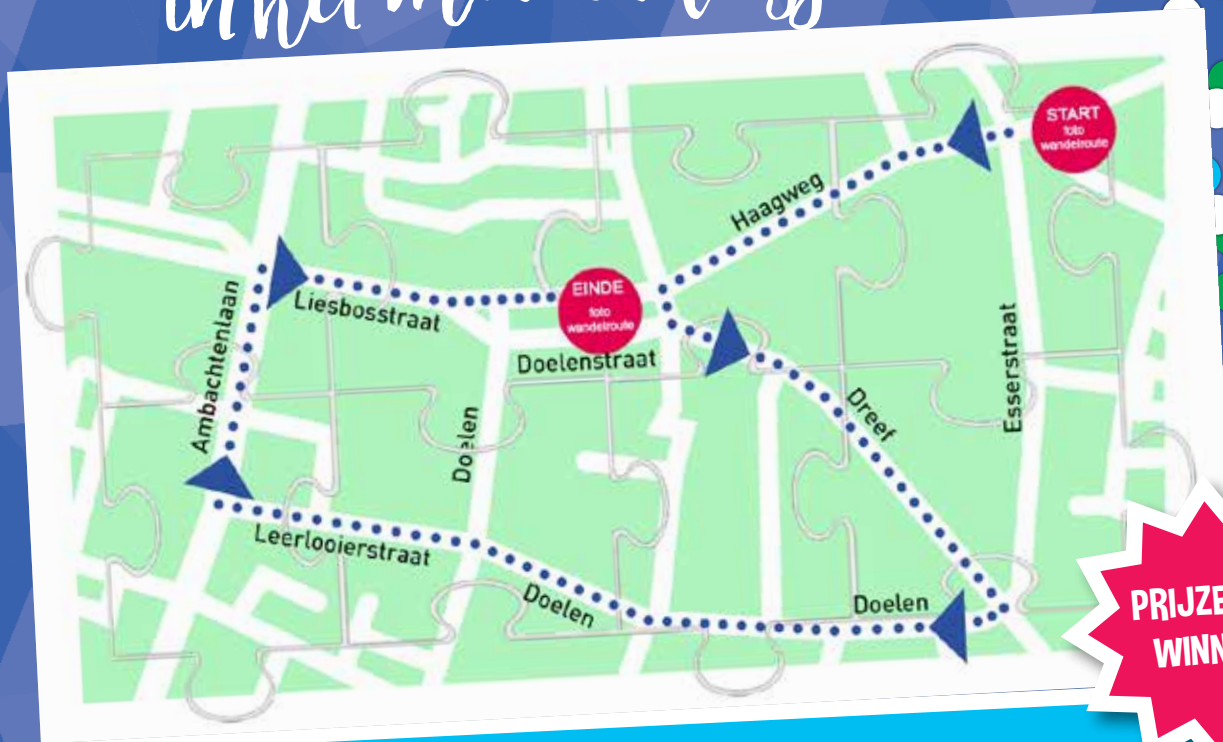 START
foto
wandelroute
Haagweg
EINDE
foto
wandelroute
Liesbosstraat
Ambachtenlaan
Doelenstraat
Esserstraat
Dreef
Doelen
Leerlooierstraat
Doelen
Doelen
PRIJZE
WINN